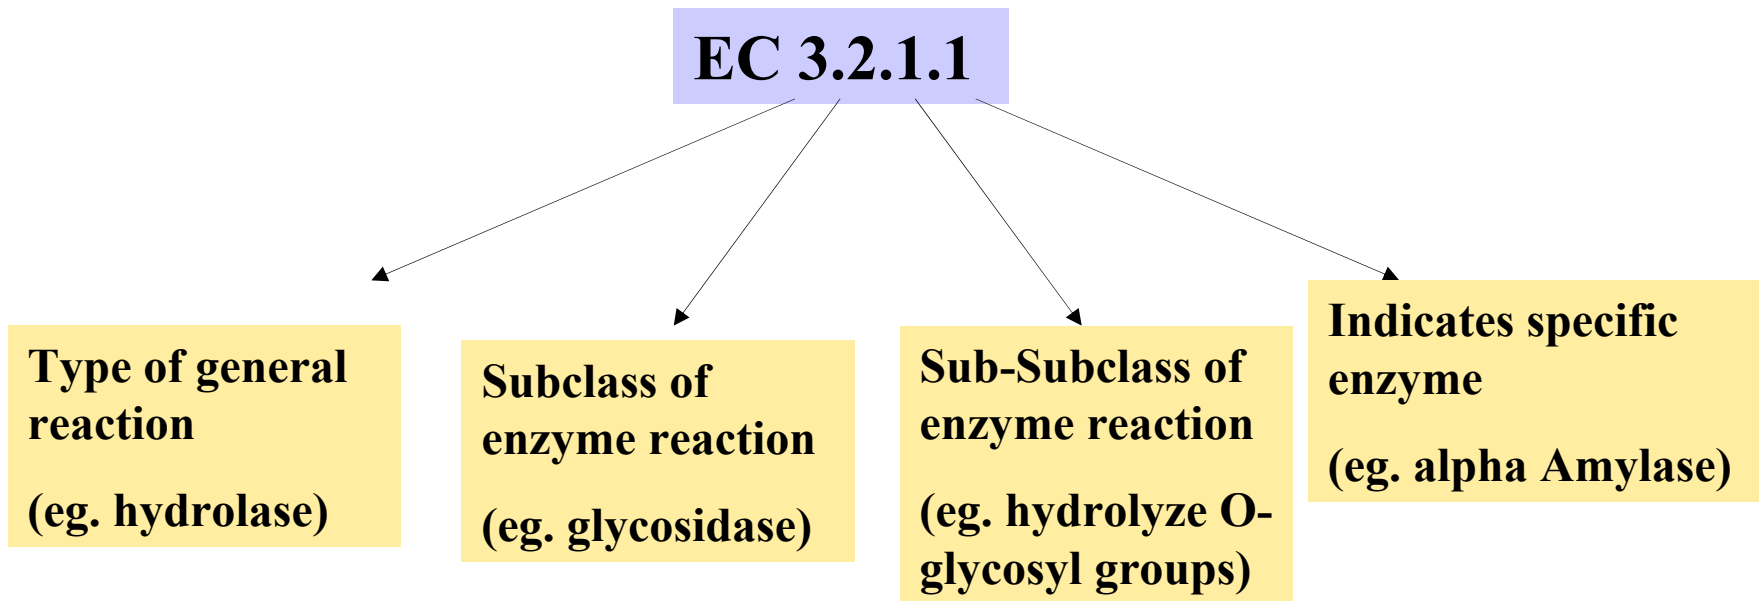 EC 3.2.1.1
Type of general
reaction
(eg. hydrolase)
Subclass of
enzyme reaction
(eg. glycosidase)
Sub-Subclass of
enzyme reaction
(eg. hydrolyze O-
glycosyl groups)
Indicates specific
enzyme
(eg. alpha Amylase)